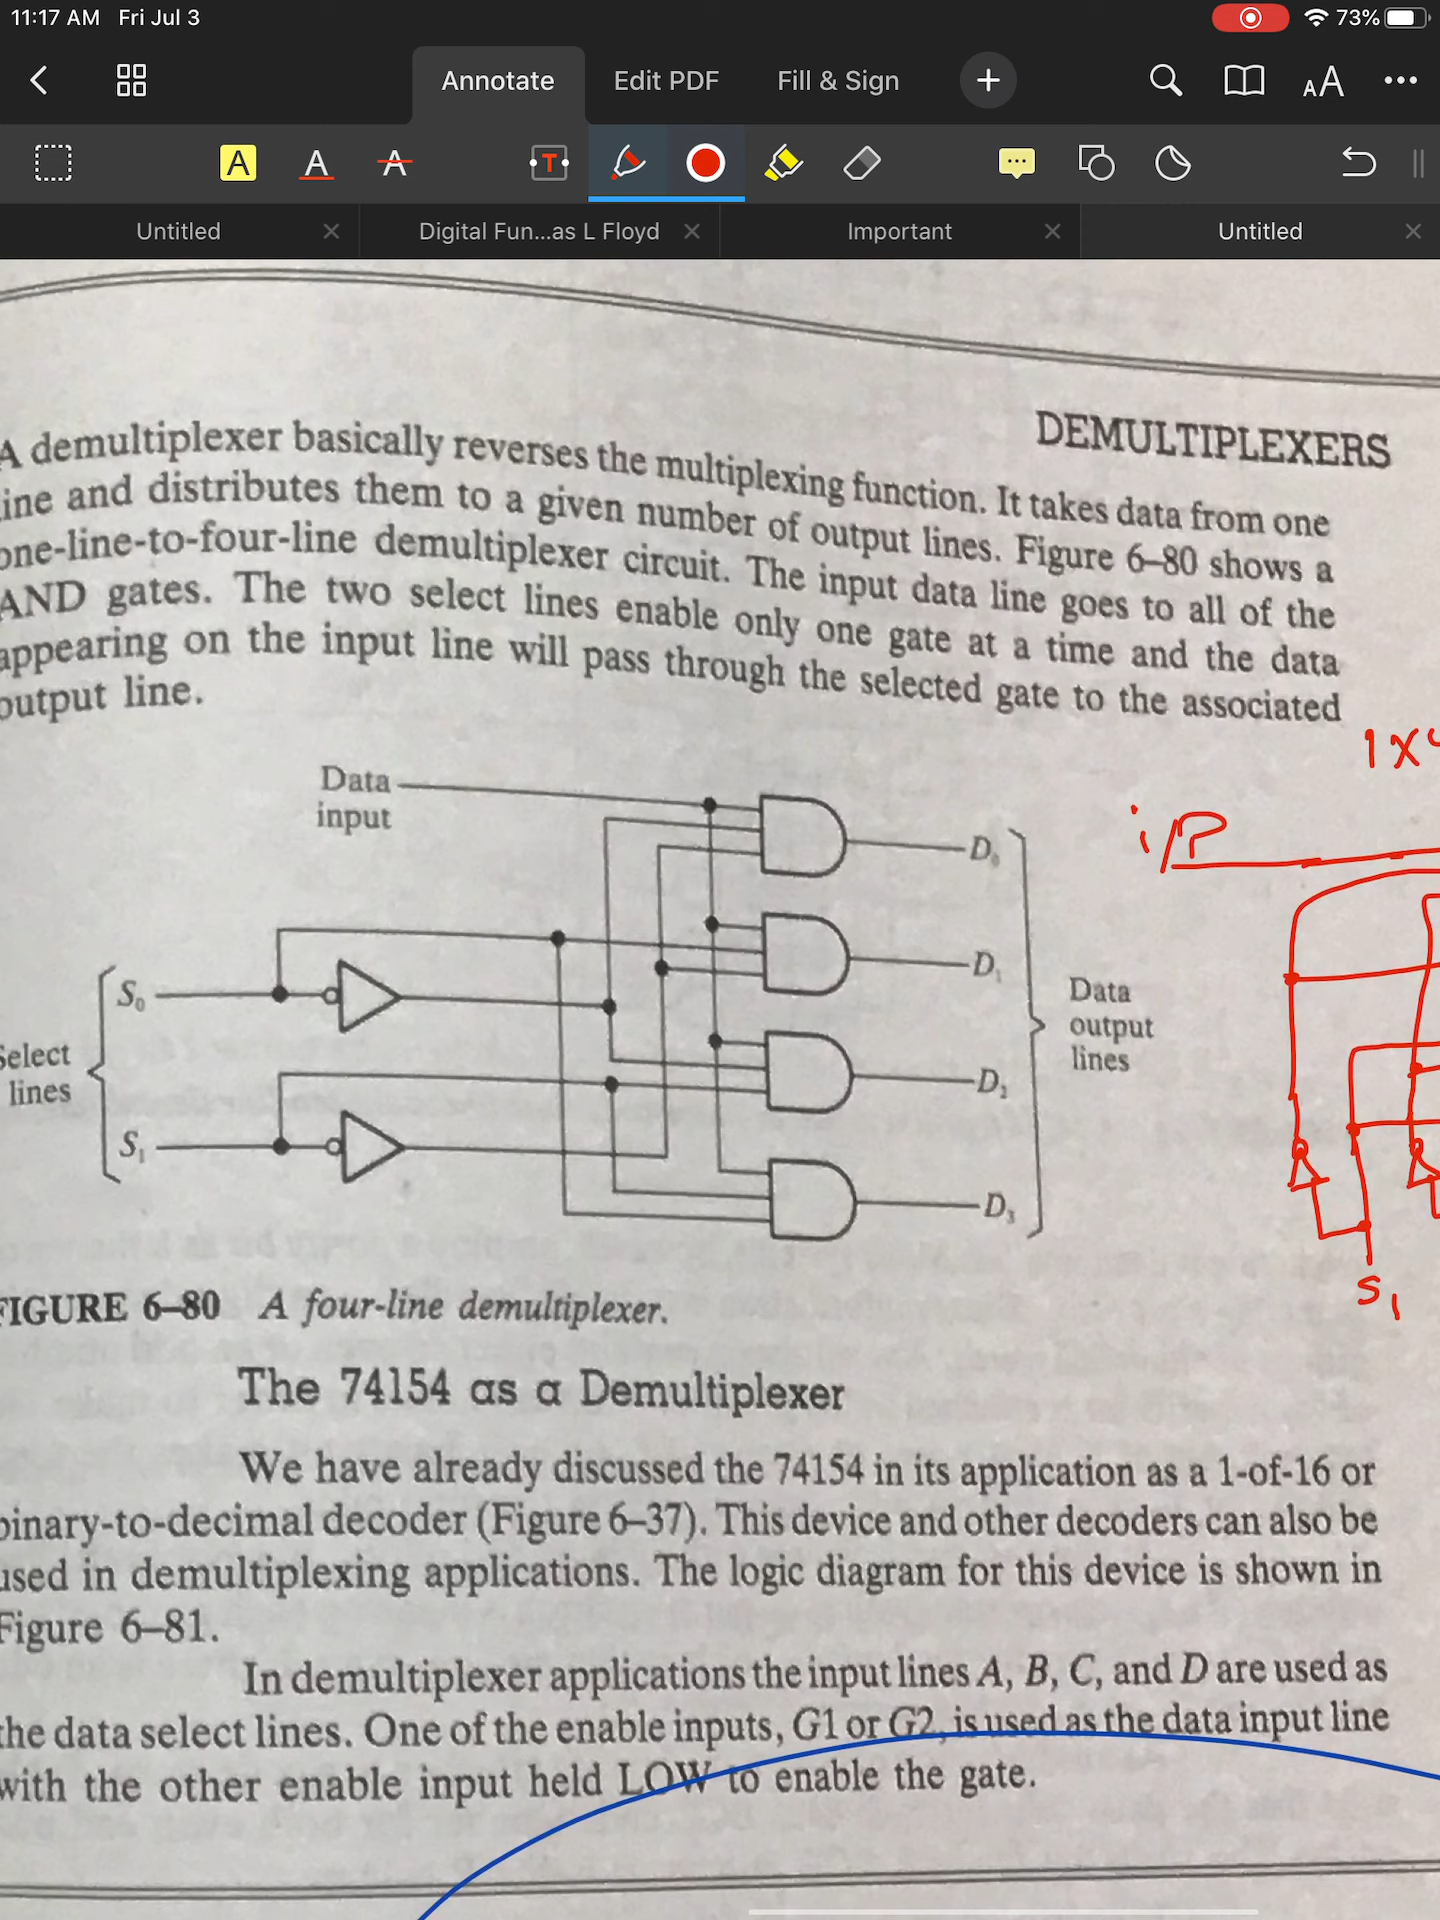 11:17 AM Fri Jul 3
73%
Annotate
Edit PDF
Fill & Sign
AA
A
A
A
T
Untitled
Digital Fun...as L Floyd
Important
Untitled
DEMULTIPLEXERS
A demultiplexer basically reverses the multiplexing function. It takes data from one
line and distributes them to a given number of output lines. Figure 6–80 shows a
one-line-to-four-line demultiplexer circuit. The input data line goes to all of the
AND gates. The two select lines enable only one gate at a time and the data
appearing on the input line will pass through the selected gate to the associated
output line.
1X4
i/P
Data
input
D₀
D₁
D₂
D₃
Data
output
lines
S₀
Select
lines
S₁
S₁
FIGURE 6–80 A four-line demultiplexer.
The 74154 as a Demultiplexer
We have already discussed the 74154 in its application as a 1-of-16 or
binary-to-decimal decoder (Figure 6–37). This device and other decoders can also be
used in demultiplexing applications. The logic diagram for this device is shown in
Figure 6–81.
In demultiplexer applications the input lines A, B, C, and D are used as
the data select lines. One of the enable inputs, G1 or G2, is used as the data input line
with the other enable input held LOW to enable the gate.